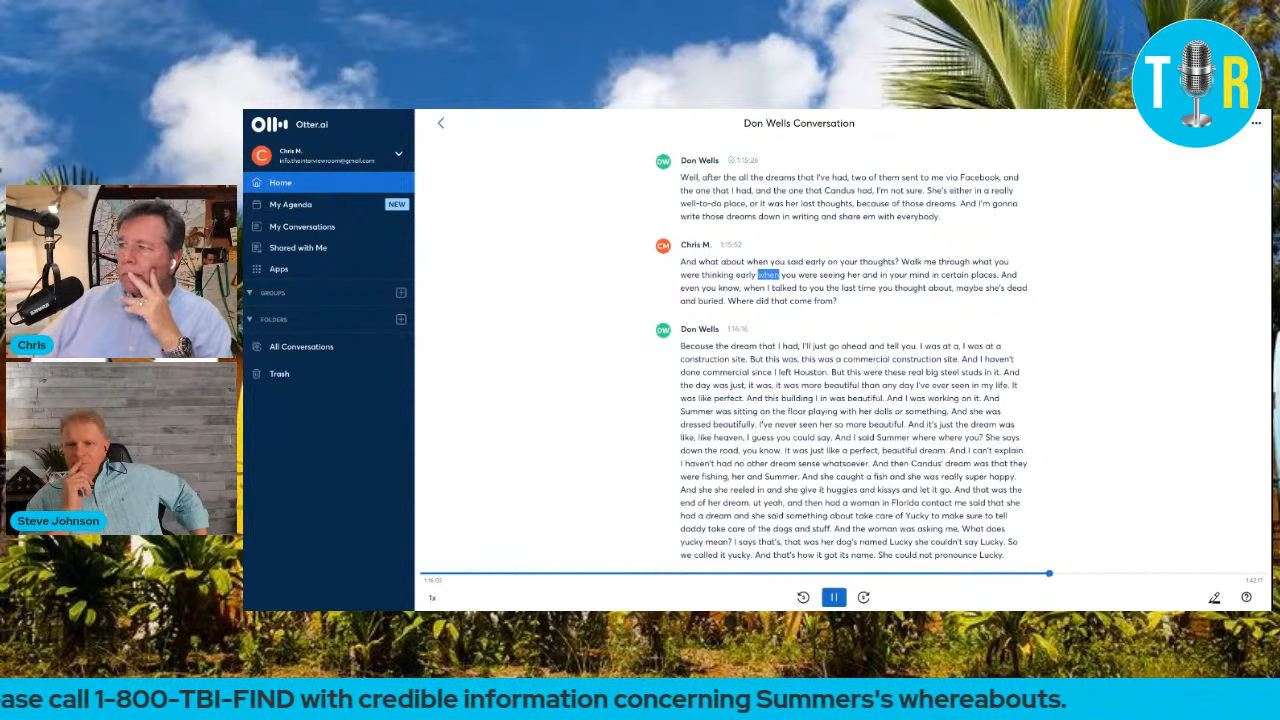 T R
Otter.ai
Don Wells Conversation
C
Chris M.
info.theinterviewroom@gmail.com
Home
My Agenda
NEW
My Conversations
Shared with Me
Apps
GROUPS
FOLDERS
All Conversations
Trash
DW
Don Wells 1:15:26
Well, after the all the dreams that I've had, two of them sent to me via Facebook, and
the one that I had, and the one that Candus had, I'm not sure. She's either in a really
well-to-do place, or it was her last thoughts, because of those dreams. And I'm gonna
write those dreams down in writing and share em with everybody.
CM
Chris M. 1:15:52
And what about when you said early on your thoughts? Walk me through what you
were thinking early when you were seeing her and in your mind in certain places. And
even you know, when I talked to you the last time you thought about, maybe she's dead
and buried. Where did that come from?
DW
Don Wells 1:16:16
Because the dream that I had, I'll just go ahead and tell you. I was at a, I was at a
construction site. But this was, this was a commercial construction site. And I haven't
done commercial since I left Houston. But this were these real big steel studs in it. And
the day was just, it was, it was more beautiful than any day I've ever seen in my life. It
was like perfect. And this building I in was beautiful. And I was working on it. And
Summer was sitting on the floor playing with her dolls or something. And she was
dressed beautifully. I've never seen her so more beautiful. And it's just the dream was
like, like heaven, I guess you could say. And I said Summer where where you? She says
down the road, you know. It was just like a perfect, beautiful dream. And I can't explain.
I haven't had no other dream sense whatsoever. And then Candus' dream was that they
were fishing, her and Summer. And she caught a fish and she was really super happy.
And she she reeled in and she give it huggies and kissys and let it go. And that was the
end of her dream. ut yeah, and then had a woman in Florida contact me said that she
had a dream and she said something about take care of Yucky to make sure to tell
daddy take care of the dogs and stuff. And the woman was asking me, What does
yucky mean? I says that's, that was her dog's named Lucky she couldn't say Lucky. So
we called it yucky. And that's how it got its name. She could not pronounce Lucky.
1:16:03
1:42:17
1x
5
5
Chris
Steve Johnson
ase call 1-800-TBI-FIND with credible information concerning Summers's whereabouts.